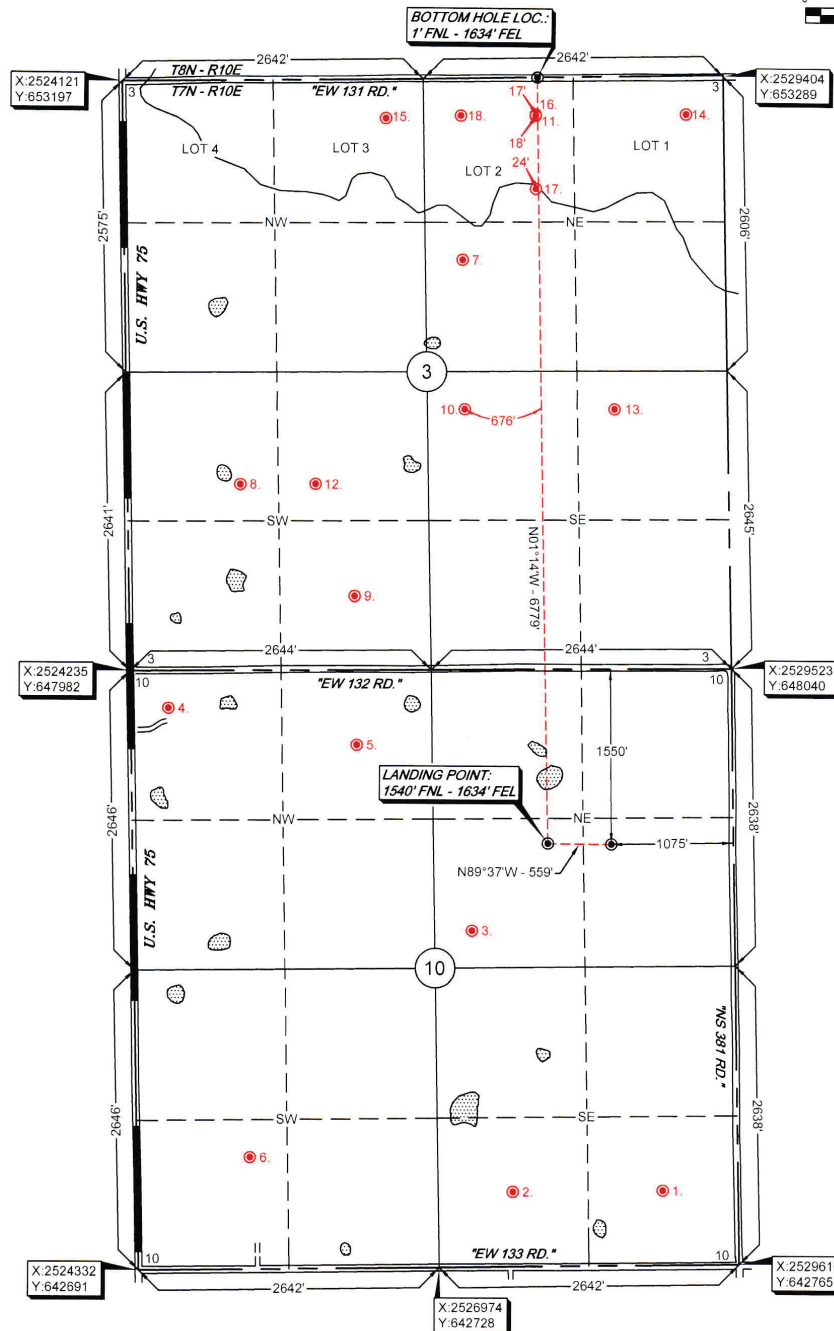 BOTTOM HOLE LOC.:
1' FNL - 1634' FEL
2642'
2642'
T8N - R10E
X:2524121
Y:653197
T7N - R10E
"EW 131 RD."
X:2529404
Y:653289
3
3
17'
16.
15.
18.
11.
14.
18'
LOT 4
LOT 3
LOT 2
LOT 1
24'
17.
2575'
NW
NE
2606'
7.
U.S. HWY 75
3
10.
676'
13.
8.
12.
2641'
SW
SE
2645'
N01°14'W - 6779'
9.
2644'
2644'
3
3
X:2524235
Y:647982
10
"EW 132 RD."
10
X:2529523
Y:648040
4.
5.
1550'
LANDING POINT:
1540' FNL - 1634' FEL
2646'
NW
NE
2638'
1075'
N89°37'W - 559'
U.S. HWY 75
3.
10
"NS 381 RD."
2646'
SW
SE
2638'
6.
2.
1.
10
"EW 133 RD."
10
X:2524332
Y:642691
2642'
2642'
X:2526974
Y:642728
Y:642765